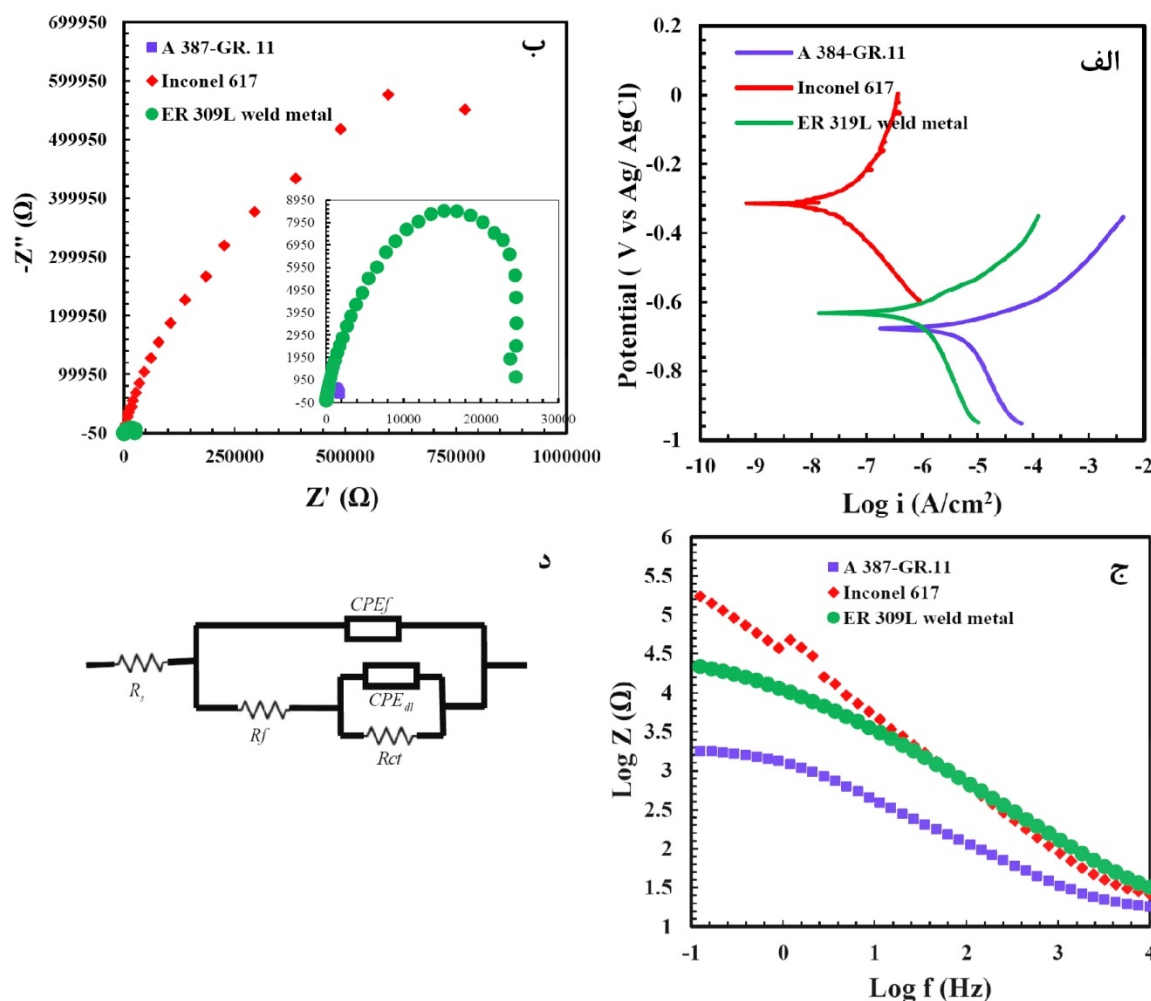 ب
A 387-GR. 11
Inconel 617
ER 309L weld metal
-Z'' (Ω)
699950
599950
499950
399950
299950
199950
99950
-50
0
250000
500000
750000
1000000
Z' (Ω)
8950
7950
6950
5950
4950
3950
2950
1950
950
-50
0
10000
20000
30000
الف
A 384-GR.11
Inconel 617
ER 319L weld metal
Potential ( V vs Ag/ AgCl)
0.2
0
-0.2
-0.4
-0.6
-0.8
-1
-10
-9
-8
-7
-6
-5
-4
-3
-2
Log i (A/cm²)
د
CPEf
Rs
CPEdl
Rf
Rct
ج
A 387-GR.11
Inconel 617
ER 309L weld metal
Log Z (Ω)
6
5.5
5
4.5
4
3.5
3
2.5
2
1.5
1
-1
0
1
2
3
4
Log f (Hz)